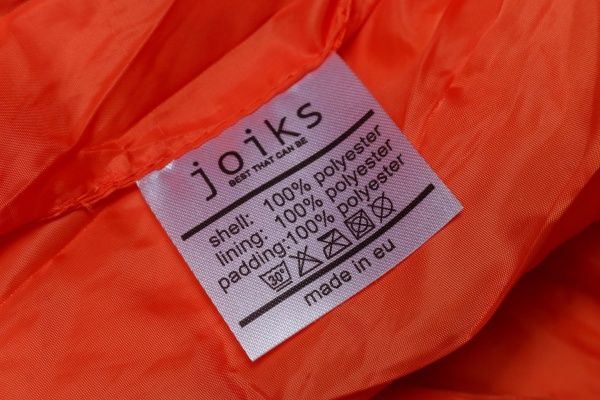 joiks
BEST THAT CAN BE
shell: 100% polyester
lining: 100% polyester
padding:100% polyester
30°
made in eu